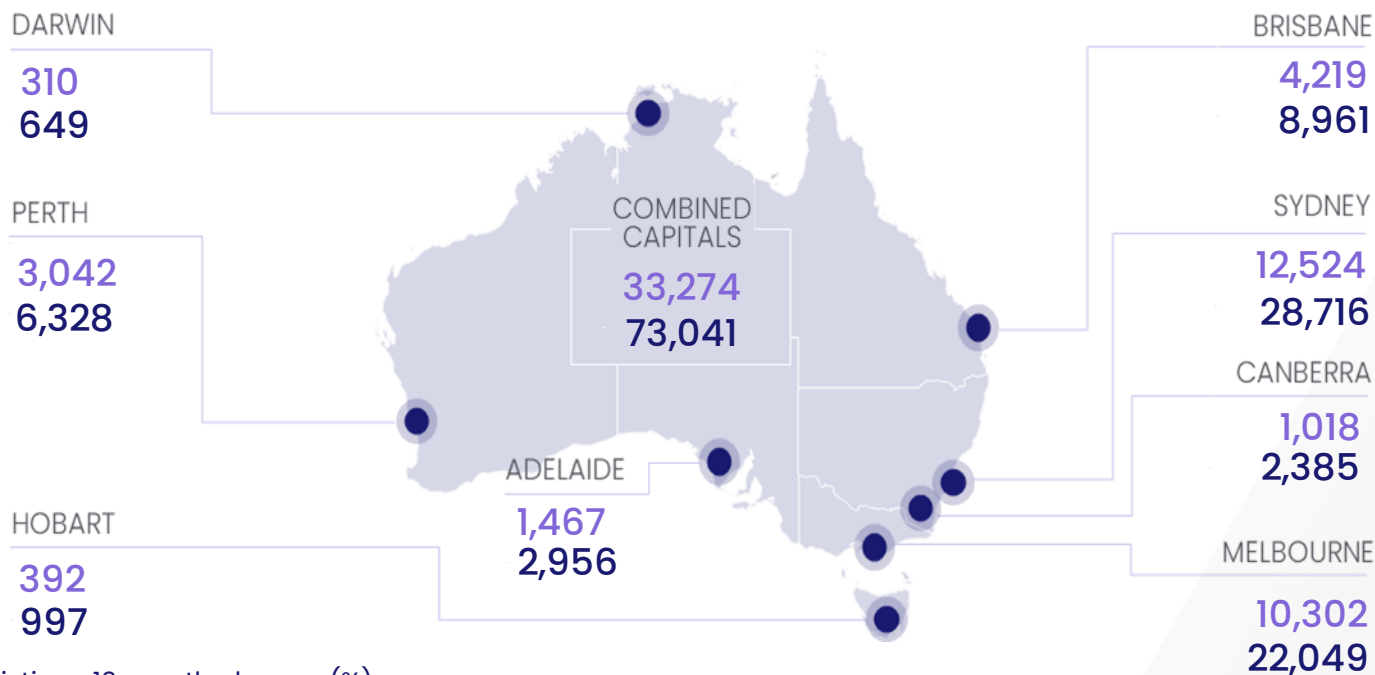 DARWIN
310
649
PERTH
3,042
6,328
HOBART
392
997
COMBINED
CAPITALS
33,274
73,041
ADELAIDE
1,467
2,956
BRISBANE
4,219
8,961
SYDNEY
12,524
28,716
CANBERRA
1,018
2,385
MELBOURNE
10,302
22,049